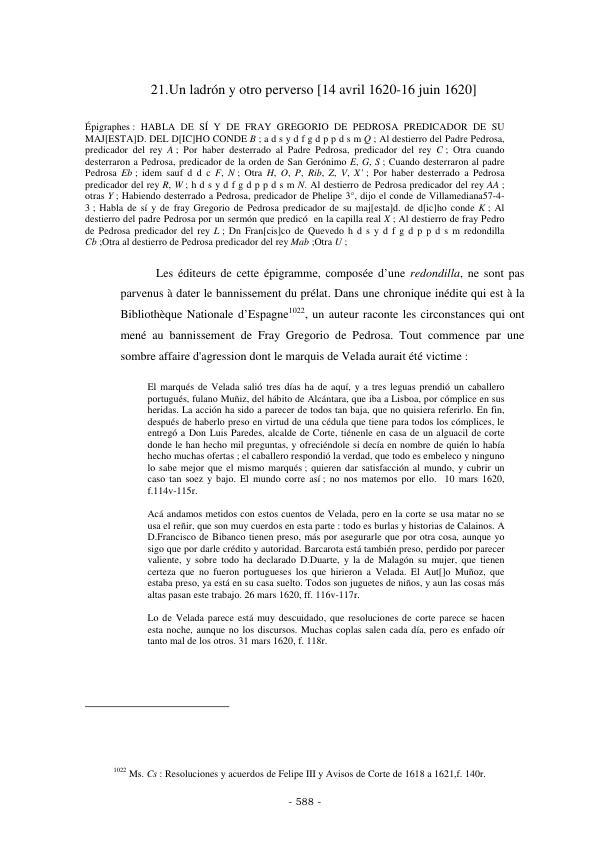 21.Un ladrón y otro perverso [14 avril 1620-16 juin 1620]
Épigraphes : HABLA DE SÍ Y DE FRAY GREGORIO DE PEDROSA PREDICADOR DE SU
MAJ[ESTA]D. DEL D[IC]HO CONDE B ; a d s y d f g d p p d s m Q ; Al destierro del Padre Pedrosa,
predicador del rey A ; Por haber desterrado al Padre Pedrosa, predicador del rey C ; Otra cuando
desterraron a Pedrosa, predicador de la orden de San Gerónimo E, G, S ; Cuando desterraron al padre
Pedrosa Eb ; idem sauf d d c F, N ; Otra H, O, P, Rib, Z, V, X' ; Por haber desterrado a Pedrosa
predicador del rey R, W ; h d s y d f g d p p d s m N. Al destierro de Pedrosa predicador del rey AA ;
otras Y ; Habiendo desterrado a Pedrosa, predicador de Phelipe 3°, dijo el conde de Villamediana57-4-
3 ; Habla de sí y de fray Gregorio de Pedrosa predicador de su maj[esta]d. de d[ic]ho conde K ; Al
destierro del padre Pedrosa por un sermón que predicó en la capilla real X ; Al destierro de fray Pedro
de Pedrosa predicador del rey L ; Dn Fran[cis]co de Quevedo h d s y d f g d p p d s m redondilla
Cb ;Otra al destierro de Pedrosa predicador del rey Mab ;Otra U ;
Les éditeurs de cette épigramme, composée d'une redondilla, ne sont pas
parvenus à dater le bannissement du prélat. Dans une chronique inédite qui est à la
Bibliothèque Nationale d'Espagne1022, un auteur raconte les circonstances qui ont
mené au bannissement de Fray Gregorio de Pedrosa. Tout commence par une
sombre affaire d'agression dont le marquis de Velada aurait été victime :
El marqués de Velada salió tres días ha de aquí, y a tres leguas prendió un caballero
portugués, fulano Muñiz, del hábito de Alcántara, que iba a Lisboa, por cómplice en sus
heridas. La acción ha sido a parecer de todos tan baja, que no quisiera referirlo. En fin,
después de haberlo preso en virtud de una cédula que tiene para todos los cómplices, le
entregó a Don Luis Paredes, alcalde de Corte, tiénenle en casa de un alguacil de corte
donde le han hecho mil preguntas, y ofreciéndole si decía en nombre de quién lo había
hecho muchas ofertas ; el caballero respondió la verdad, que todo es embeleco y ninguno
lo sabe mejor que el mismo marqués ; quieren dar satisfacción al mundo, y cubrir un
caso tan soez y bajo. El mundo corre así ; no nos matemos por ello. 10 mars 1620,
f.114v-115r.
Acá andamos metidos con estos cuentos de Velada, pero en la corte se usa matar no se
usa el reñir, que son muy cuerdos en esta parte : todo es burlas y historias de Calainos. A
D.Francisco de Bibanco tienen preso, más por asegurarle que por otra cosa, aunque yo
sigo que por darle crédito y autoridad. Barcarota está también preso, perdido por parecer
valiente, y sobre todo ha declarado D.Duarte, y la de Malagón su mujer, que tienen
certeza que no fueron portugueses los que hirieron a Velada. El Aut[]o Muñoz, que
estaba preso, ya está en su casa suelto. Todos son juguetes de niños, y aun las cosas más
altas pasan este trabajo. 26 mars 1620, ff. 116v-117r.
Lo de Velada parece está muy descuidado, que resoluciones de corte parece se hacen
esta noche, aunque no los discursos. Muchas coplas salen cada día, pero es enfado oír
tanto mal de los otros. 31 mars 1620, f. 118r.
1022 Ms. Cs : Resoluciones y acuerdos de Felipe III y Avisos de Corte de 1618 a 1621,f. 140r.
- 588 -